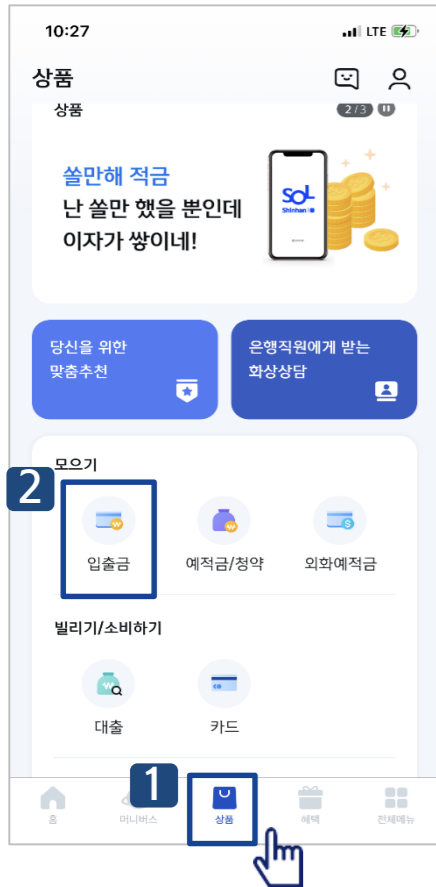 10:27
LTE
상품
상품
2/3
쏠만해 적금
난 쏠만 했을 뿐인데
이자가 쌓이네!
SOL
Shinhan
당신을 위한
맞춤추천
은행직원에게 받는
화상상담
모으기
2
입출금
예적금/청약
외화예적금
빌리기/소비하기
대출
카드
1
홈
머니버스
상품
혜택
전체메뉴